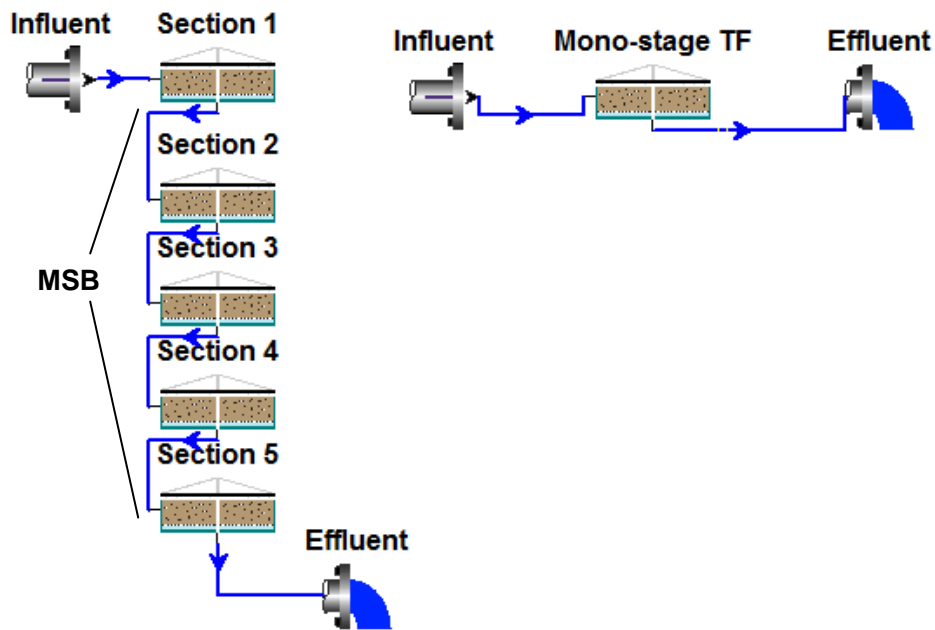 Influent
Section 1
Section 2
Section 3
MSB
Section 4
Section 5
Effluent
Influent
Mono-stage TF
Effluent